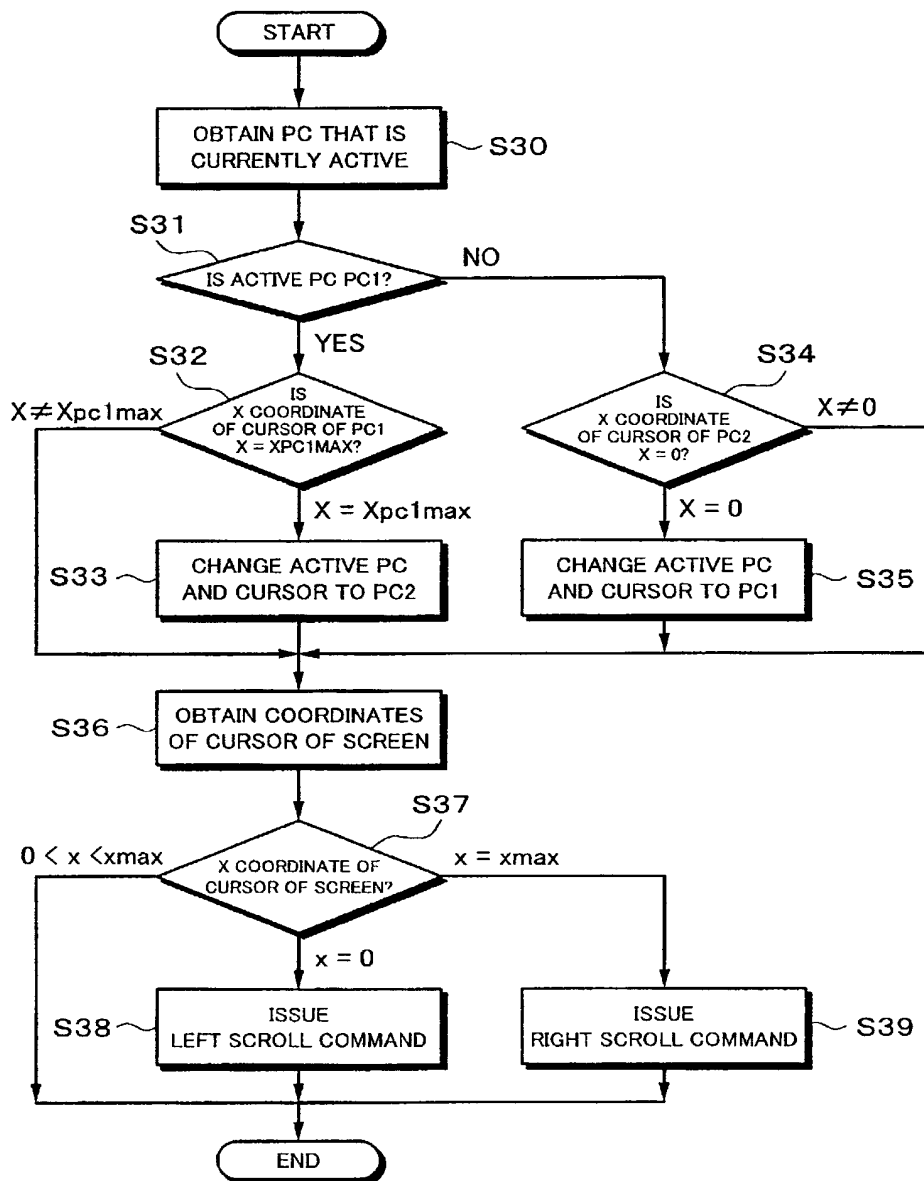 START
OBTAIN PC THAT IS
CURRENTLY ACTIVE
S30
S31
IS ACTIVE PC PC1?
NO
YES
S32
IS
X COORDINATE
OF CURSOR OF PC1
X = XPC1MAX?
X≠Xpc1max
X = Xpc1max
S34
IS
X COORDINATE
OF CURSOR OF PC2
X = 0?
X≠0
X = 0
S33
CHANGE ACTIVE PC
AND CURSOR TO PC2
CHANGE ACTIVE PC
AND CURSOR TO PC1
S35
S36
OBTAIN COORDINATES
OF CURSOR OF SCREEN
S37
0 < x <xmax
X COORDINATE OF
CURSOR OF SCREEN?
x = xmax
x = 0
S38
ISSUE
LEFT SCROLL COMMAND
ISSUE
RIGHT SCROLL COMMAND
S39
END